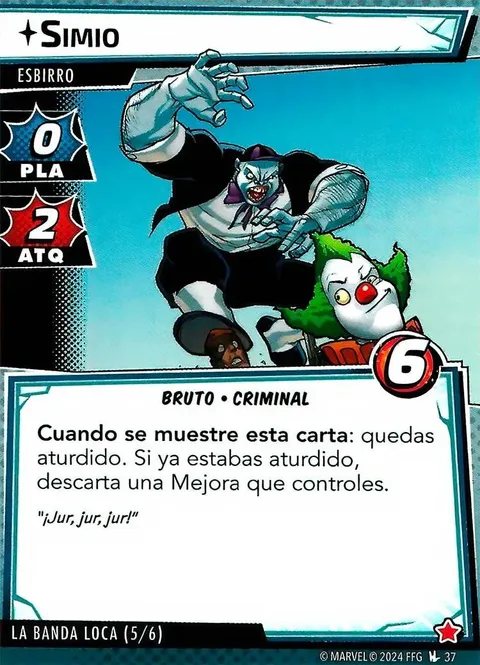 Simio
ESBIRRO
0
PLA
2
ATQ
6
BRUTO • CRIMINAL
Cuando se muestre esta carta: quedas
aturdido. Si ya estabas aturdido,
descarta una Mejora que controles.
"¡Jur, jur, jur!"
LA BANDA LOCA (5/6)
© MARVEL © 2024 FFG 37